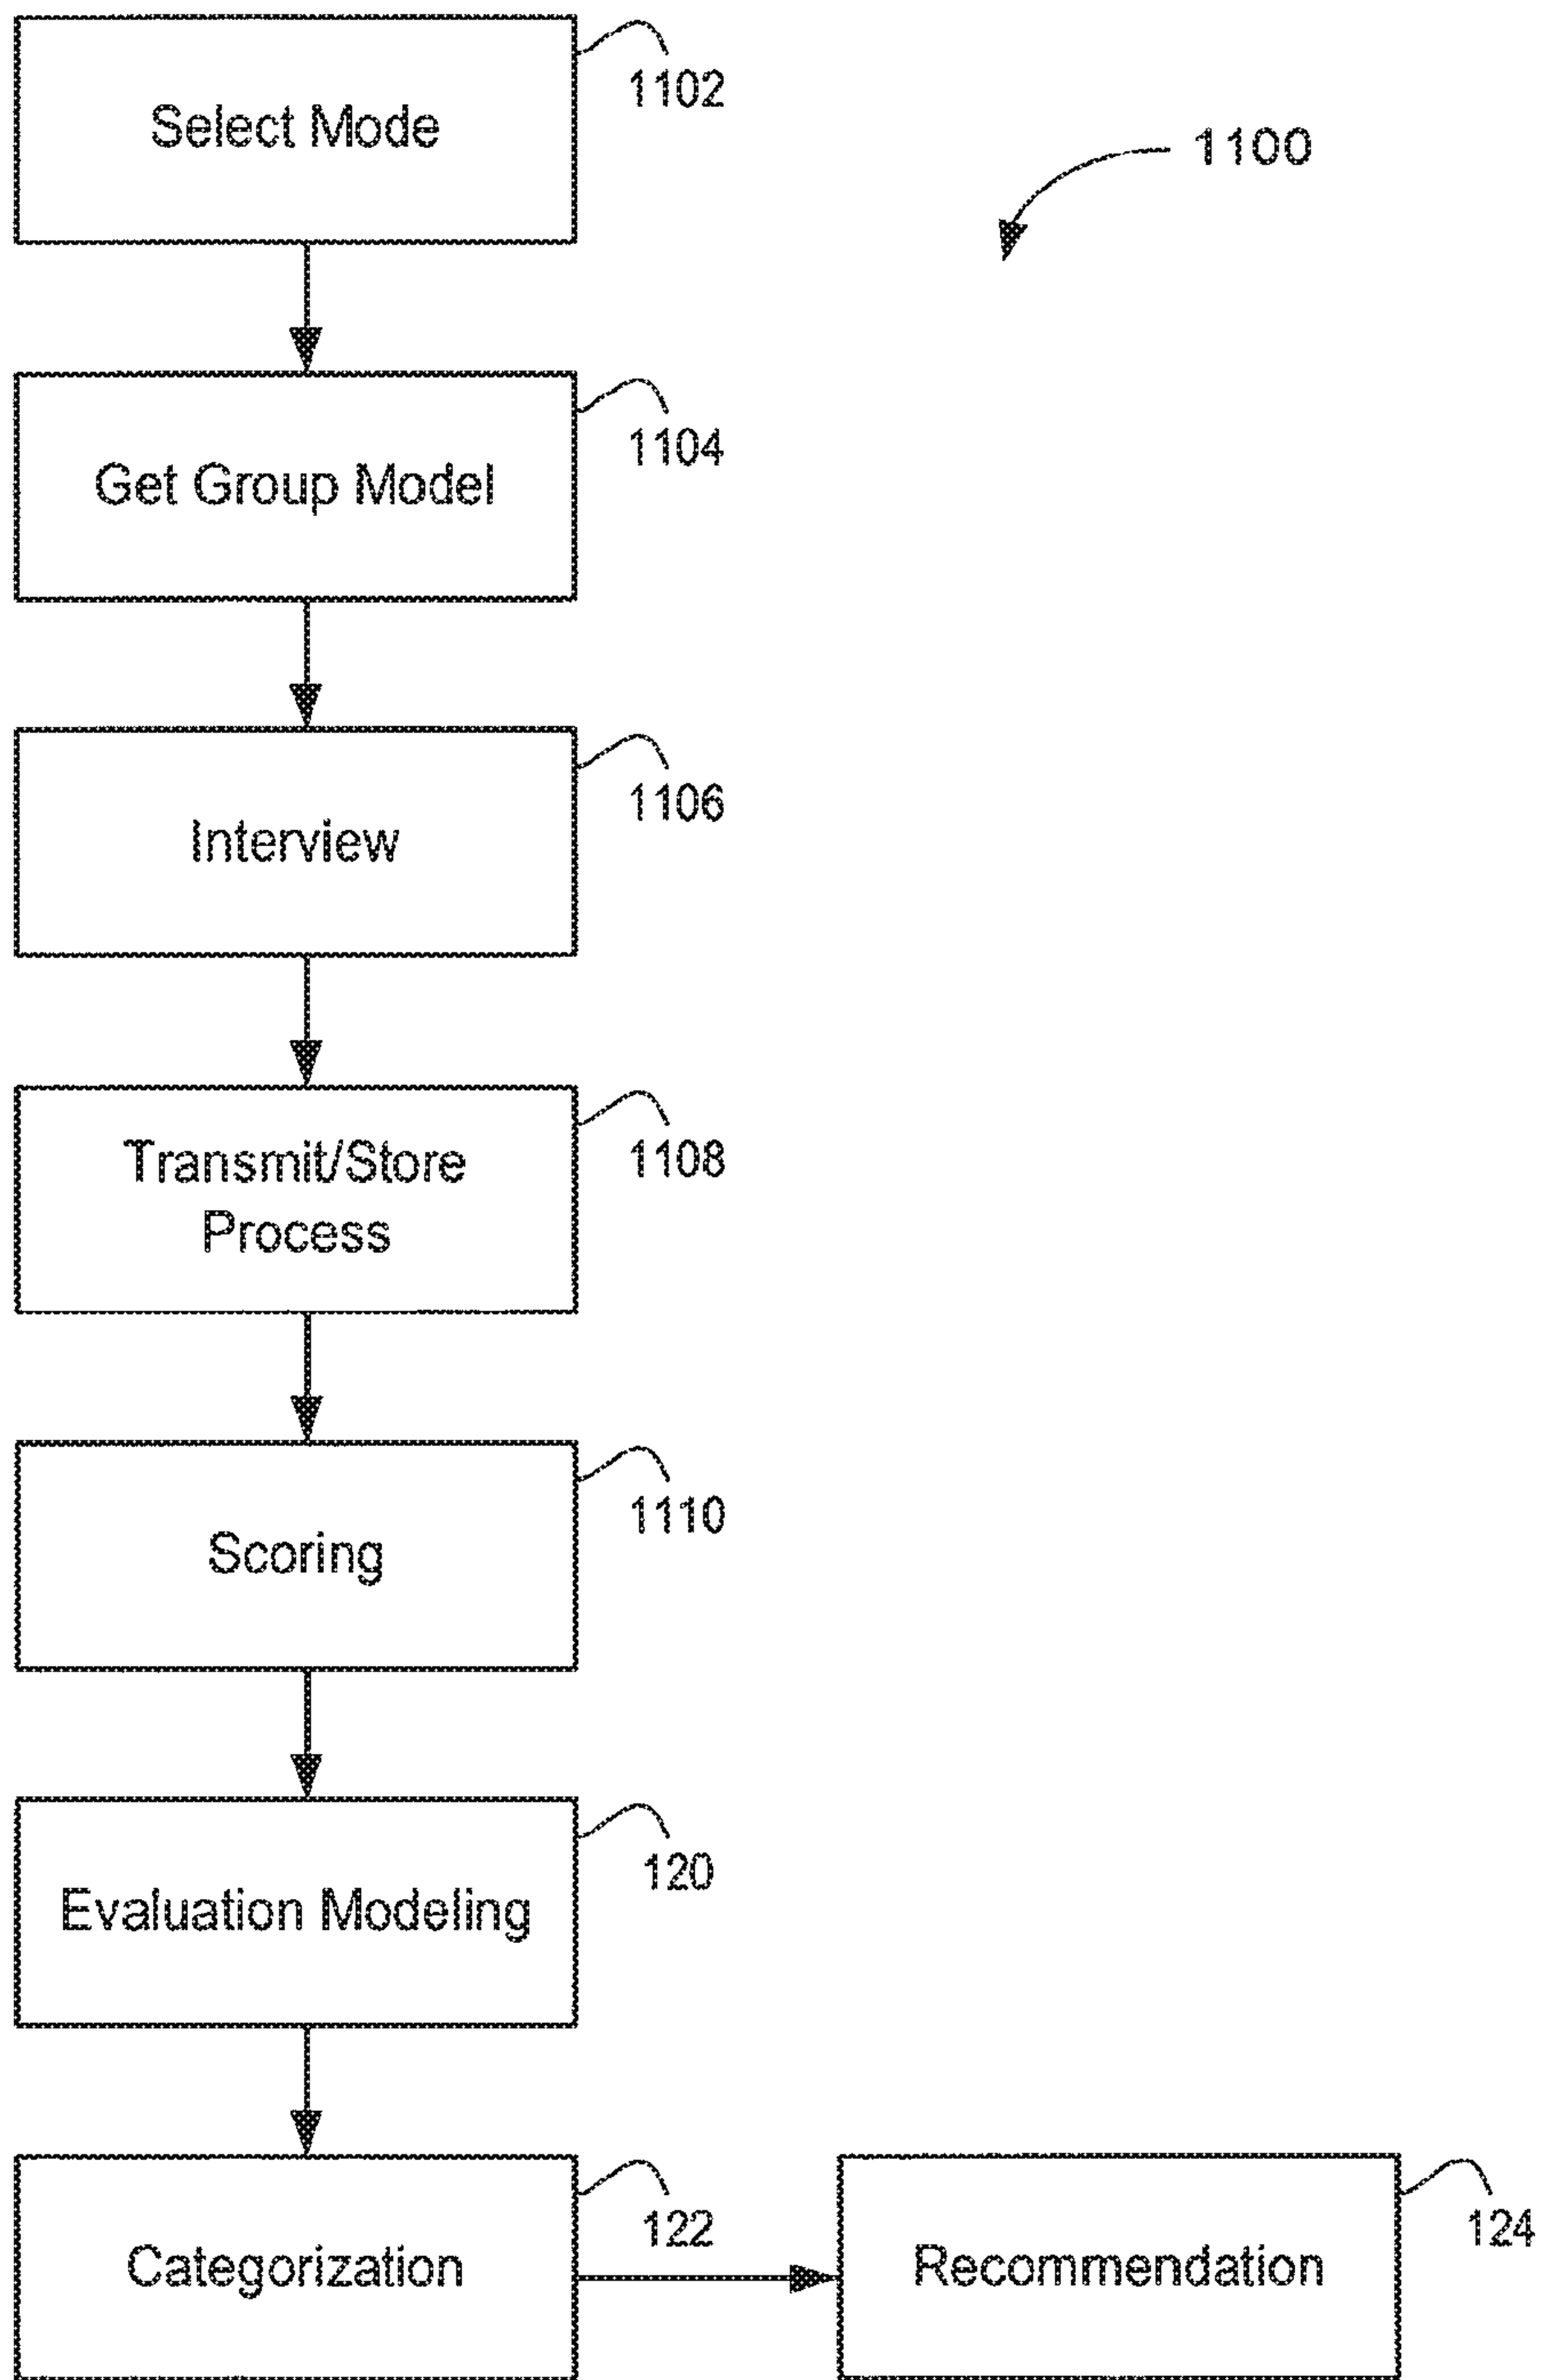 Select Mode
1102
1100
Get Group Model
1104
Interview
1106
Transmit/Store
Process
1108
Scoring
1110
Evaluation Modeling
120
Categorization
122
Recommendation
124